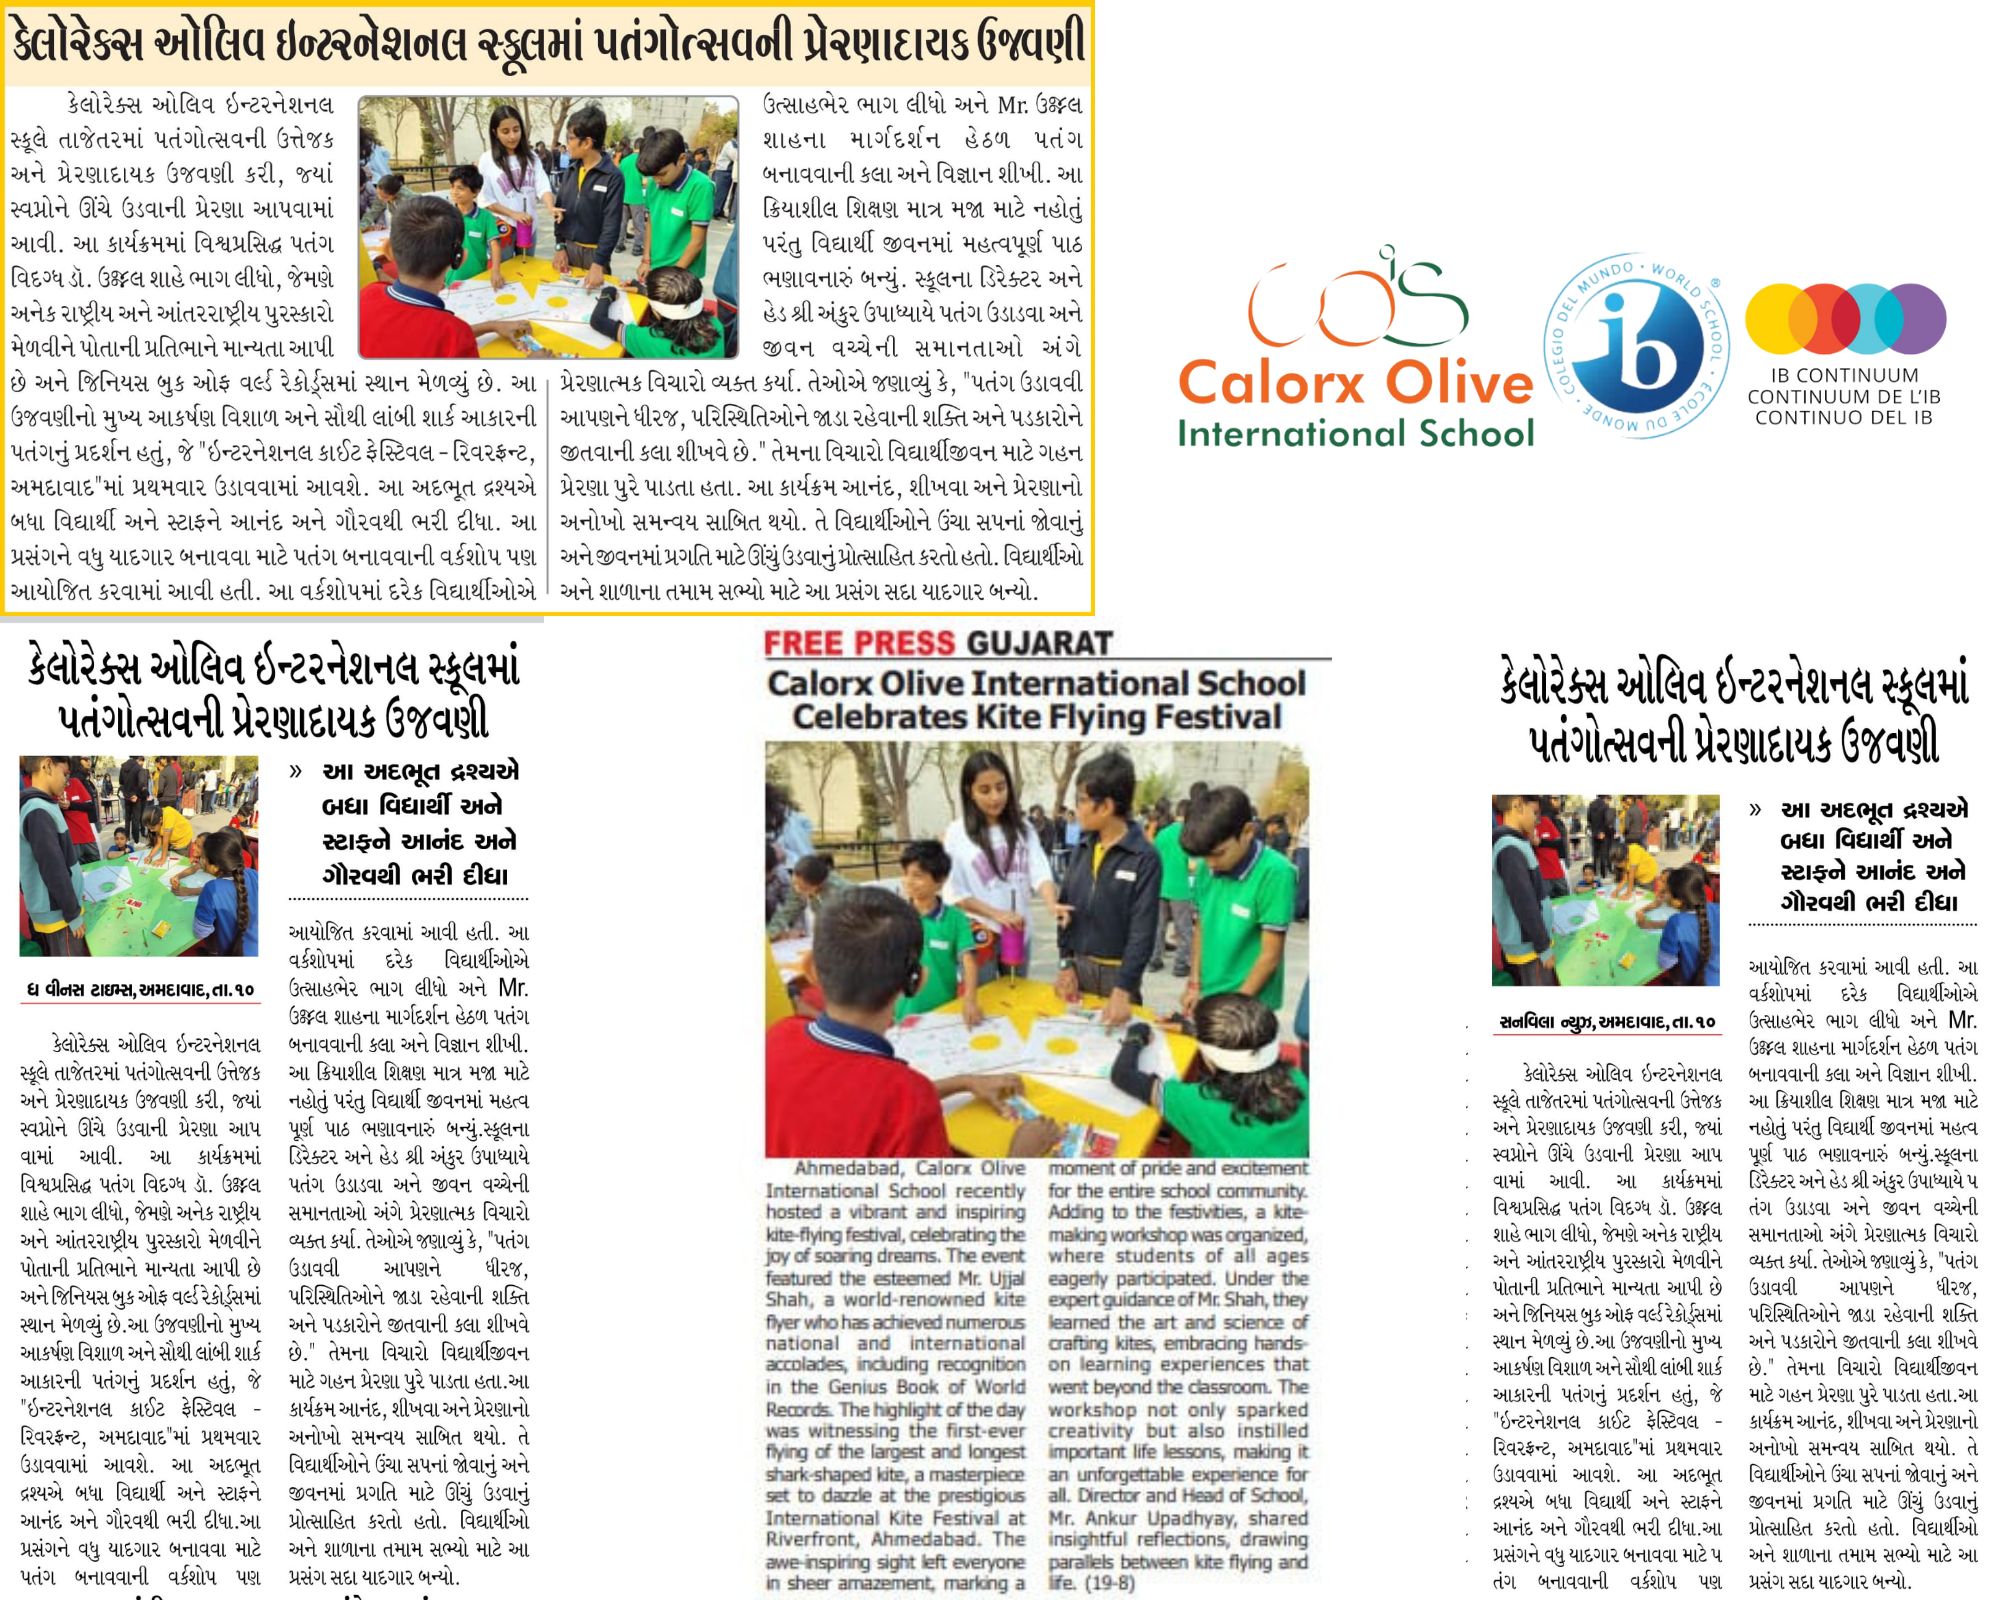 કેલોરેક્સ ઓલિવ ઇન્ટરનેશનલ સ્કૂલમાં પતંગોત્સવની પ્રેરણાદાયક ઉજવણી
કેલોરેક્સ ઓલિવ ઇન્ટરનેશનલ
સ્કૂલે તાજેતરમાં પતંગોત્સવની ઉત્તેજક
અને પ્રેરણાદાયક ઉજવણી કરી, જ્યાં
સ્વપ્નોને ઊંચે ઉડવાની પ્રેરણા આપવામાં
આવી. આ કાર્યક્રમમાં વિશ્વપ્રસિદ્ધ પતંગ
વિદગ્ધ ડૉ. ઉજ્જલ શાહે ભાગ લીધો, જેમણે
અનેક રાષ્ટ્રીય અને આંતરરાષ્ટ્રીય પુરસ્કારો
મેળવીને પોતાની પ્રતિભાને માન્યતા આપી
છે અને જિનિયસ બુક ઓફ વર્લ્ડ રેકોર્ડ્સમાં સ્થાન મેળવ્યું છે. આ
ઉજવણીનો મુખ્ય આકર્ષણ વિશાળ અને સૌથી લાંબી શાર્ક આકારની
પતંગનું પ્રદર્શન હતું, જે "ઇન્ટરનેશનલ કાઈટ ફેસ્ટિવલ - રિવરફ્રન્ટ,
અમદાવાદ"માં પ્રથમવાર ઉડાવવામાં આવશે. આ અદભૂત દ્રશ્યએ
બધા વિદ્યાર્થી અને સ્ટાફને આનંદ અને ગૌરવથી ભરી દીધા. આ
પ્રસંગને વધુ યાદગાર બનાવવા માટે પતંગ બનાવવાની વર્કશોપ પણ
આયોજિત કરવામાં આવી હતી. આ વર્કશોપમાં દરેક વિદ્યાર્થીઓએ
ઉત્સાહભેર ભાગ લીધો અને Mr. ઉજ્જલ
શાહના માર્ગદર્શન હેઠળ પતંગ
બનાવવાની કલા અને વિજ્ઞાન શીખી. આ
ક્રિયાશીલ શિક્ષણ માત્ર મજા માટે નહોતું
પરંતુ વિદ્યાર્થી જીવનમાં મહત્વપૂર્ણ પાઠ
ભણાવનારું બન્યું. સ્કૂલના ડિરેક્ટર અને
હેડ શ્રી અંકુર ઉપાધ્યાયે પતંગ ઉડાડવા અને
જીવન વચ્ચેની સમાનતાઓ અંગે
પ્રેરણાત્મક વિચારો વ્યક્ત કર્યા. તેઓએ જણાવ્યું કે, "પતંગ ઉડાવવી
આપણને ધીરજ, પરિસ્થિતિઓને જાડા રહેવાની શક્તિ અને પડકારોને
જીતવાની કલા શીખવે છે." તેમના વિચારો વિદ્યાર્થીજીવન માટે ગહન
પ્રેરણા પુરે પાડતા હતા. આ કાર્યક્રમ આનંદ, શીખવા અને પ્રેરણાનો
અનોખો સમન્વય સાબિત થયો. તે વિદ્યાર્થીઓને ઉંચા સપનાં જોવાનું
અને જીવનમાં પ્રગતિ માટે ઊંચું ઉડવાનું પ્રોત્સાહિત કરતો હતો. વિદ્યાર્થીઓ
અને શાળાના તમામ સભ્યો માટે આ પ્રસંગ સદા યાદગાર બન્યો.
COIS
Calorx Olive
International School
ib
COLEGIO DEL MUNDO · WORLD SCHOOL · ÉCOLE DU MONDE ·
®
IB CONTINUUM
CONTINUUM DE L'IB
CONTINUO DEL IB
કેલોરેક્સ ઓલિવ ઇન્ટરનેશનલ સ્કૂલમાં
પતંગોત્સવની પ્રેરણાદાયક ઉજવણી
» આ અદભૂત દ્રશ્યએ
બધા વિદ્યાર્થી અને
સ્ટાફને આનંદ અને
ગૌરવથી ભરી દીધા
ધ વીનસ ટાઇમ્સ,અમદાવાદ,તા.૧૦
કેલોરેક્સ ઓલિવ ઇન્ટરનેશનલ
સ્કૂલે તાજેતરમાં પતંગોત્સવની ઉત્તેજક
અને પ્રેરણાદાયક ઉજવણી કરી, જ્યાં
સ્વપ્નોને ઊંચે ઉડવાની પ્રેરણા આપ
વામાં આવી. આ કાર્યક્રમમાં
વિશ્વપ્રસિદ્ધ પતંગ વિદગ્ધ ડૉ. ઉજ્જલ
શાહે ભાગ લીધો, જેમણે અનેક રાષ્ટ્રીય
અને આંતરરાષ્ટ્રીય પુરસ્કારો મેળવીને
પોતાની પ્રતિભાને માન્યતા આપી છે
અને જિનિયસ બુક ઓફ વર્લ્ડ રેકોર્ડ્સમાં
સ્થાન મેળવ્યું છે.આ ઉજવણીનો મુખ્ય
આકર્ષણ વિશાળ અને સૌથી લાંબી શાર્ક
આકારની પતંગનું પ્રદર્શન હતું, જે
"ઇન્ટરનેશનલ કાઈટ ફેસ્ટિવલ -
રિવરફ્રન્ટ, અમદાવાદ"માં પ્રથમવાર
ઉડાવવામાં આવશે. આ અદભૂત
દ્રશ્યએ બધા વિદ્યાર્થી અને સ્ટાફને
આનંદ અને ગૌરવથી ભરી દીધા.આ
પ્રસંગને વધુ યાદગાર બનાવવા માટે
પતંગ બનાવવાની વર્કશોપ પણ
આયોજિત કરવામાં આવી હતી. આ
વર્કશોપમાં દરેક વિદ્યાર્થીઓએ
ઉત્સાહભેર ભાગ લીધો અને Mr.
ઉજ્જલ શાહના માર્ગદર્શન હેઠળ પતંગ
બનાવવાની કલા અને વિજ્ઞાન શીખી.
આ ક્રિયાશીલ શિક્ષણ માત્ર મજા માટે
નહોતું પરંતુ વિદ્યાર્થી જીવનમાં મહત્વ
પૂર્ણ પાઠ ભણાવનારું બન્યું.સ્કૂલના
ડિરેક્ટર અને હેડ શ્રી અંકુર ઉપાધ્યાયે
પતંગ ઉડાડવા અને જીવન વચ્ચેની
સમાનતાઓ અંગે પ્રેરણાત્મક વિચારો
વ્યક્ત કર્યા. તેઓએ જણાવ્યું કે, "પતંગ
ઉડાવવી આપણને ધીરજ,
પરિસ્થિતિઓને જાડા રહેવાની શક્તિ
અને પડકારોને જીતવાની કલા શીખવે
છે." તેમના વિચારો વિદ્યાર્થીજીવન
માટે ગહન પ્રેરણા પુરે પાડતા હતા.આ
કાર્યક્રમ આનંદ, શીખવા અને પ્રેરણાનો
અનોખો સમન્વય સાબિત થયો. તે
વિદ્યાર્થીઓને ઉંચા સપનાં જોવાનું અને
જીવનમાં પ્રગતિ માટે ઊંચું ઉડવાનું
પ્રોત્સાહિત કરતો હતો. વિદ્યાર્થીઓ
અને શાળાના તમામ સભ્યો માટે આ
પ્રસંગ સદા યાદગાર બન્યો.
FREE PRESS GUJARAT
Calorx Olive International School
Celebrates Kite Flying Festival
Ahmedabad, Calorx Olive
International School recently
hosted a vibrant and inspiring
kite-flying festival, celebrating the
joy of soaring dreams. The event
featured the esteemed Mr. Ujjal
Shah, a world-renowned kite
flyer who has achieved numerous
national and international
accolades, including recognition
in the Genius Book of World
Records. The highlight of the day
was witnessing the first-ever
flying of the largest and longest
shark-shaped kite, a masterpiece
set to dazzle at the prestigious
International Kite Festival at
Riverfront, Ahmedabad. The
awe-inspiring sight left everyone
in sheer amazement, marking a
moment of pride and excitement
for the entire school community.
Adding to the festivities, a kite-
making workshop was organized,
where students of all ages
eagerly participated. Under the
expert guidance of Mr. Shah, they
learned the art and science of
crafting kites, embracing hands-
on learning experiences that
went beyond the classroom. The
workshop not only sparked
creativity but also instilled
important life lessons, making it
an unforgettable experience for
all. Director and Head of School,
Mr. Ankur Upadhyay, shared
insightful reflections, drawing
parallels between kite flying and
life. (19-8)
કેલોરેક્સ ઓલિવ ઇન્ટરનેશનલ સ્કૂલમાં
પતંગોત્સવની પ્રેરણાદાયક ઉજવણી
» આ અદભૂત દ્રશ્યએ
બધા વિદ્યાર્થી અને
સ્ટાફને આનંદ અને
ગૌરવથી ભરી દીધા
સનવિલા ન્યુઝ,અમદાવાદ,તા.૧૦
કેલોરેક્સ ઓલિવ ઇન્ટરનેશનલ
સ્કૂલે તાજેતરમાં પતંગોત્સવની ઉત્તેજક
અને પ્રેરણાદાયક ઉજવણી કરી, જ્યાં
સ્વપ્નોને ઊંચે ઉડવાની પ્રેરણા આપ
વામાં આવી. આ કાર્યક્રમમાં
વિશ્વપ્રસિદ્ધ પતંગ વિદગ્ધ ડૉ. ઉજ્જલ
શાહે ભાગ લીધો, જેમણે અનેક રાષ્ટ્રીય
અને આંતરરાષ્ટ્રીય પુરસ્કારો મેળવીને
પોતાની પ્રતિભાને માન્યતા આપી છે
અને જિનિયસ બુક ઓફ વર્લ્ડ રેકોર્ડ્સમાં
સ્થાન મેળવ્યું છે.આ ઉજવણીનો મુખ્ય
આકર્ષણ વિશાળ અને સૌથી લાંબી શાર્ક
આકારની પતંગનું પ્રદર્શન હતું, જે
"ઇન્ટરનેશનલ કાઈટ ફેસ્ટિવલ -
રિવરફ્રન્ટ, અમદાવાદ"માં પ્રથમવાર
ઉડાવવામાં આવશે. આ અદભૂત
દ્રશ્યએ બધા વિદ્યાર્થી અને સ્ટાફને
આનંદ અને ગૌરવથી ભરી દીધા.આ
પ્રસંગને વધુ યાદગાર બનાવવા માટે પ
તંગ બનાવવાની વર્કશોપ પણ
આયોજિત કરવામાં આવી હતી. આ
વર્કશોપમાં દરેક વિદ્યાર્થીઓએ
ઉત્સાહભેર ભાગ લીધો અને Mr.
ઉજ્જલ શાહના માર્ગદર્શન હેઠળ પતંગ
બનાવવાની કલા અને વિજ્ઞાન શીખી.
આ ક્રિયાશીલ શિક્ષણ માત્ર મજા માટે
નહોતું પરંતુ વિદ્યાર્થી જીવનમાં મહત્વ
પૂર્ણ પાઠ ભણાવનારું બન્યું.સ્કૂલના
ડિરેક્ટર અને હેડ શ્રી અંકુર ઉપાધ્યાયે પ
તંગ ઉડાડવા અને જીવન વચ્ચેની
સમાનતાઓ અંગે પ્રેરણાત્મક વિચારો
વ્યક્ત કર્યા. તેઓએ જણાવ્યું કે, "પતંગ
ઉડાવવી આપણને ધીરજ,
પરિસ્થિતિઓને જાડા રહેવાની શક્તિ
અને પડકારોને જીતવાની કલા શીખવે
છે." તેમના વિચારો વિદ્યાર્થીજીવન
માટે ગહન પ્રેરણા પુરે પાડતા હતા.આ
કાર્યક્રમ આનંદ, શીખવા અને પ્રેરણાનો
અનોખો સમન્વય સાબિત થયો. તે
વિદ્યાર્થીઓને ઉંચા સપનાં જોવાનું અને
જીવનમાં પ્રગતિ માટે ઊંચું ઉડવાનું
પ્રોત્સાહિત કરતો હતો. વિદ્યાર્થીઓ
અને શાળાના તમામ સભ્યો માટે આ
પ્રસંગ સદા યાદગાર બન્યો.